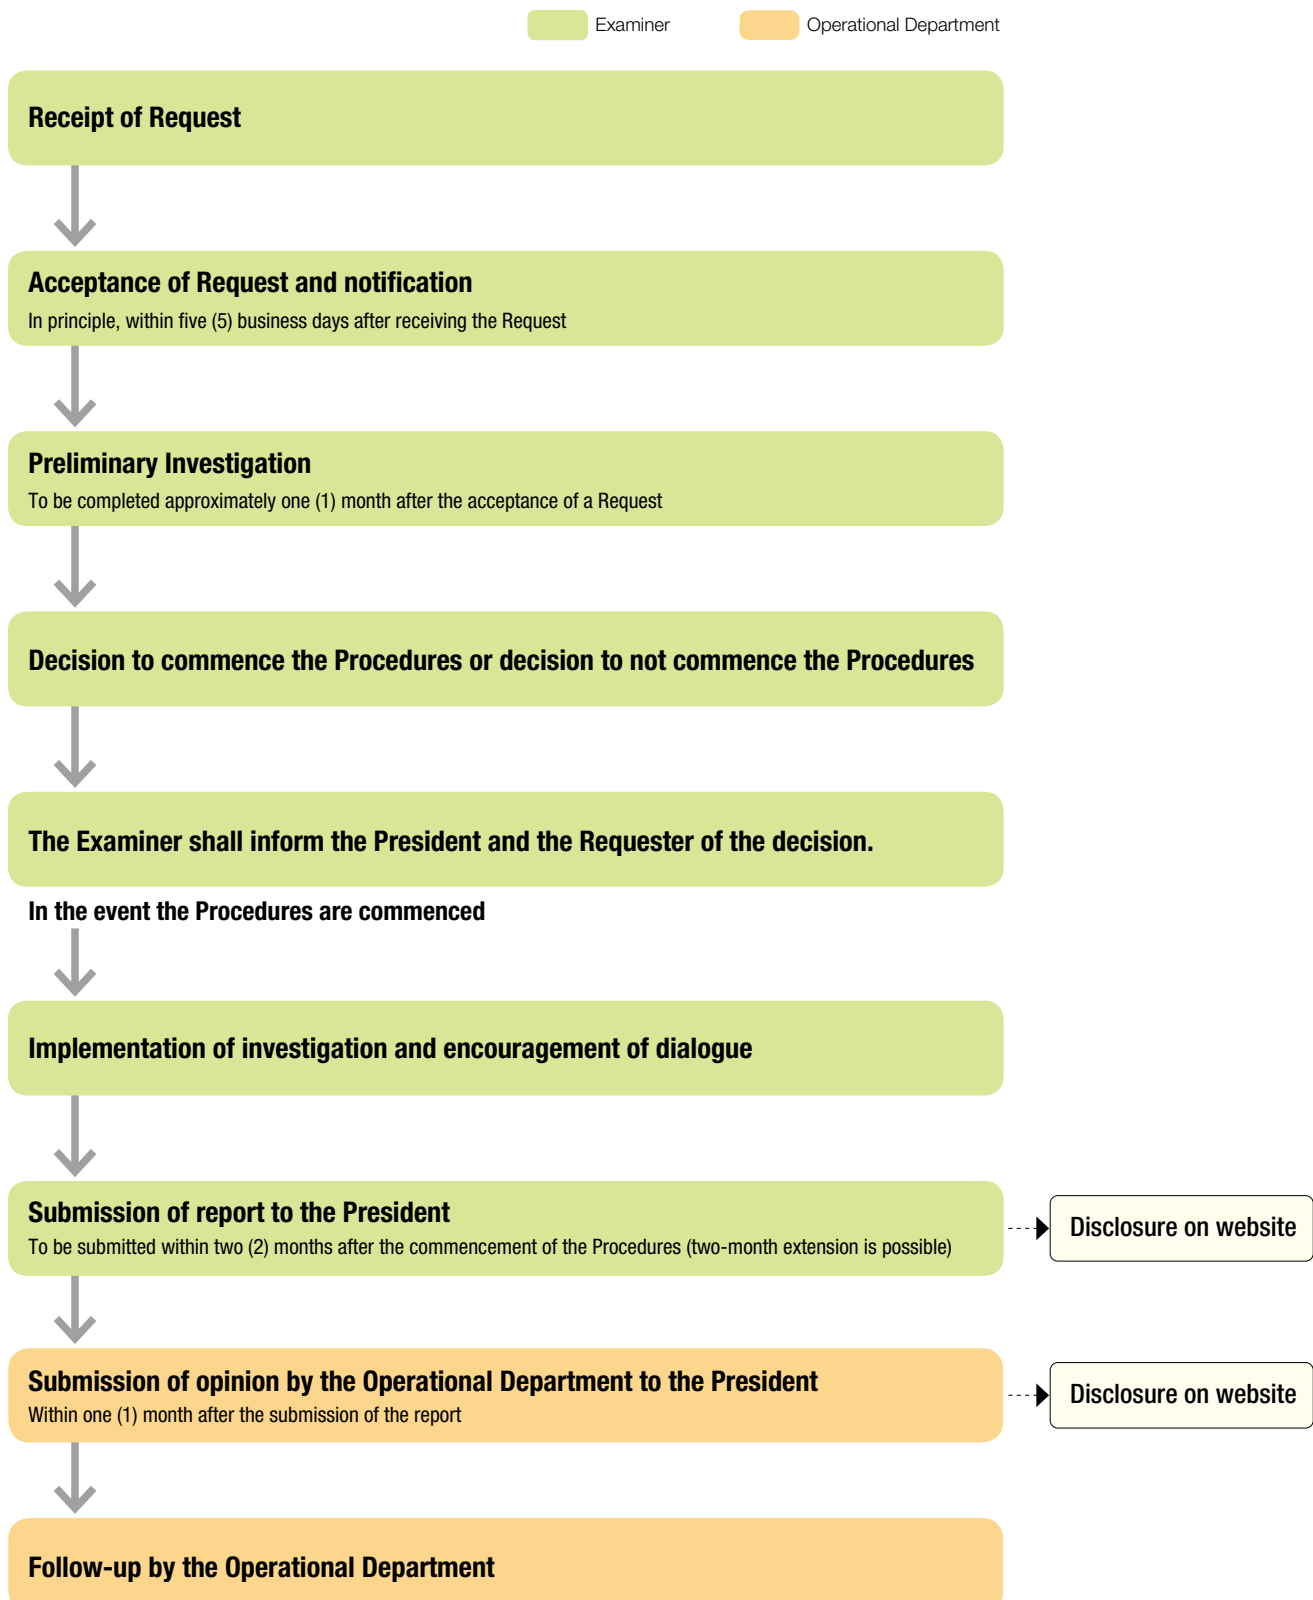 Examiner
Operational Department
Receipt of Request
Acceptance of Request and notification
In principle, within five (5) business days after receiving the Request
Preliminary Investigation
To be completed approximately one (1) month after the acceptance of a Request
Decision to commence the Procedures or decision to not commence the Procedures
The Examiner shall inform the President and the Requester of the decision.
In the event the Procedures are commenced
Implementation of investigation and encouragement of dialogue
Submission of report to the President
To be submitted within two (2) months after the commencement of the Procedures (two-month extension is possible)
Disclosure on website
Submission of opinion by the Operational Department to the President
Within one (1) month after the submission of the report
Disclosure on website
Follow-up by the Operational Department